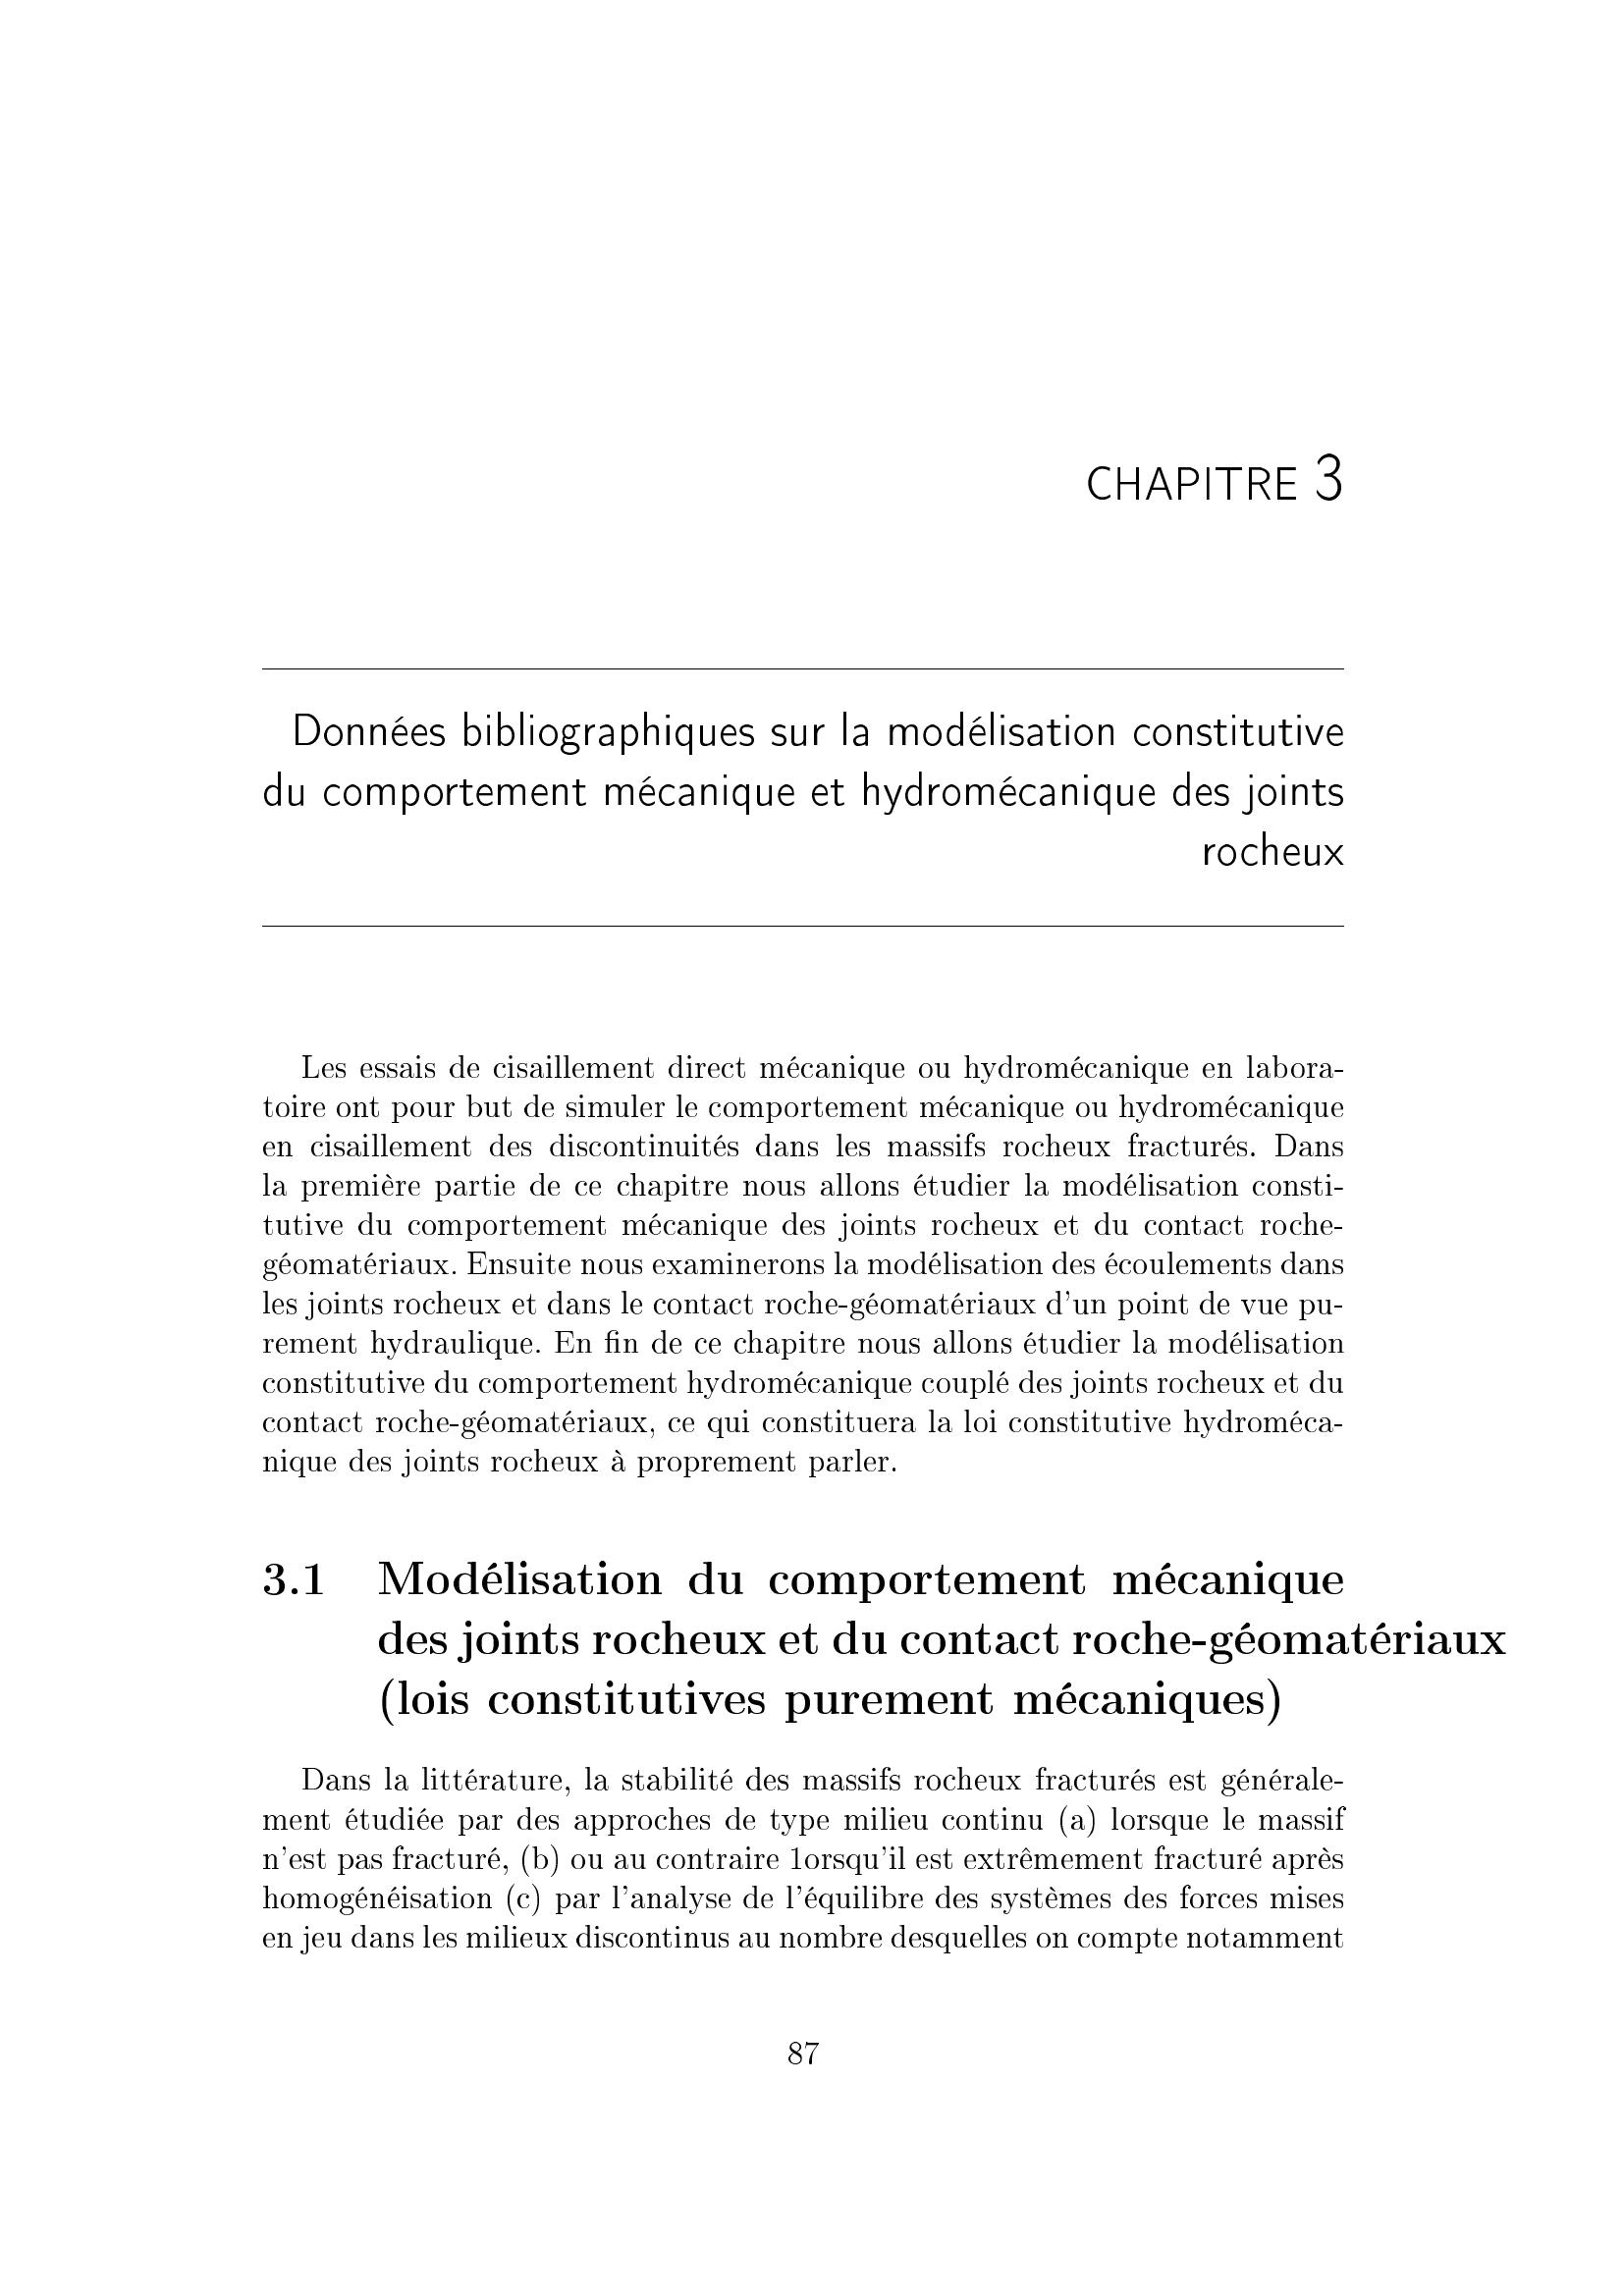 CHAPITRE 3
Données bibliographiques sur la modélisation constitutive
du comportement mécanique et hydromécanique des joints
rocheux
Les essais de cisaillement direct mécanique ou hydromécanique en labora-
toire ont pour but de simuler le comportement mécanique ou hydromécanique
en cisaillement des discontinuités dans les massifs rocheux fracturés. Dans
la première partie de ce chapitre nous allons étudier la modélisation consti-
tutive du comportement mécanique des joints rocheux et du contact roche-
géomatériaux. Ensuite nous examinerons la modélisation des écoulements dans
les joints rocheux et dans le contact roche-géomatériaux d'un point de vue pu-
rement hydraulique. En fin de ce chapitre nous allons étudier la modélisation
constitutive du comportement hydromécanique couplé des joints rocheux et du
contact roche-géomatériaux, ce qui constituera la loi constitutive hydroméca-
nique des joints rocheux à proprement parler.
3.1 Modélisation du comportement mécanique
des joints rocheux et du contact roche-géomatériaux
(lois constitutives purement mécaniques)
Dans la littérature, la stabilité des massifs rocheux fracturés est générale-
ment étudiée par des approches de type milieu continu (a) lorsque le massif
n'est pas fracturé, (b) ou au contraire 1orsqu'il est extrêmement fracturé après
homogénéisation (c) par l'analyse de l'équilibre des systèmes des forces mises
en jeu dans les milieux discontinus au nombre desquelles on compte notamment
87